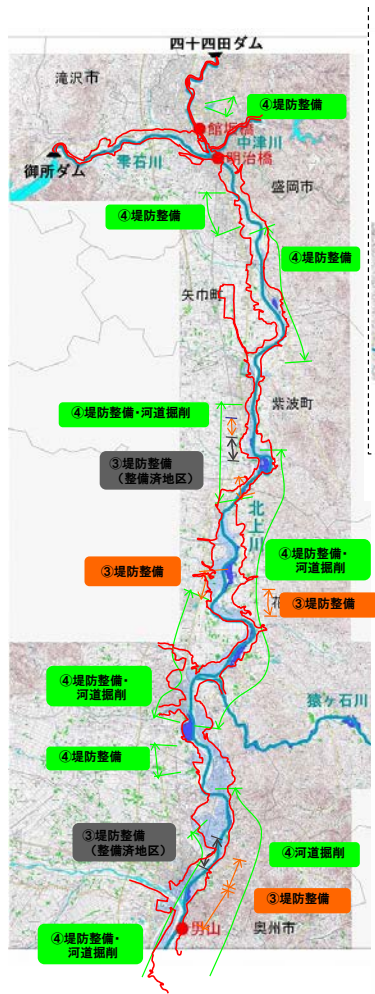 四十四田ダム
滝沢市
④堤防整備
館坂橋
中津川
明治橋
雫石川
御所ダム
盛岡市
④堤防整備
④堤防整備
矢巾町
紫波町
④堤防整備・河道掘削
③堤防整備
（整備済地区）
北上川
④堤防整備・
河道掘削
③堤防整備
花
③堤防整備
④堤防整備・
河道掘削
猿ヶ石川
④堤防整備
③堤防整備
（整備済地区）
④河道掘削
③堤防整備
男山
奥州市
④堤防整備・
河道掘削